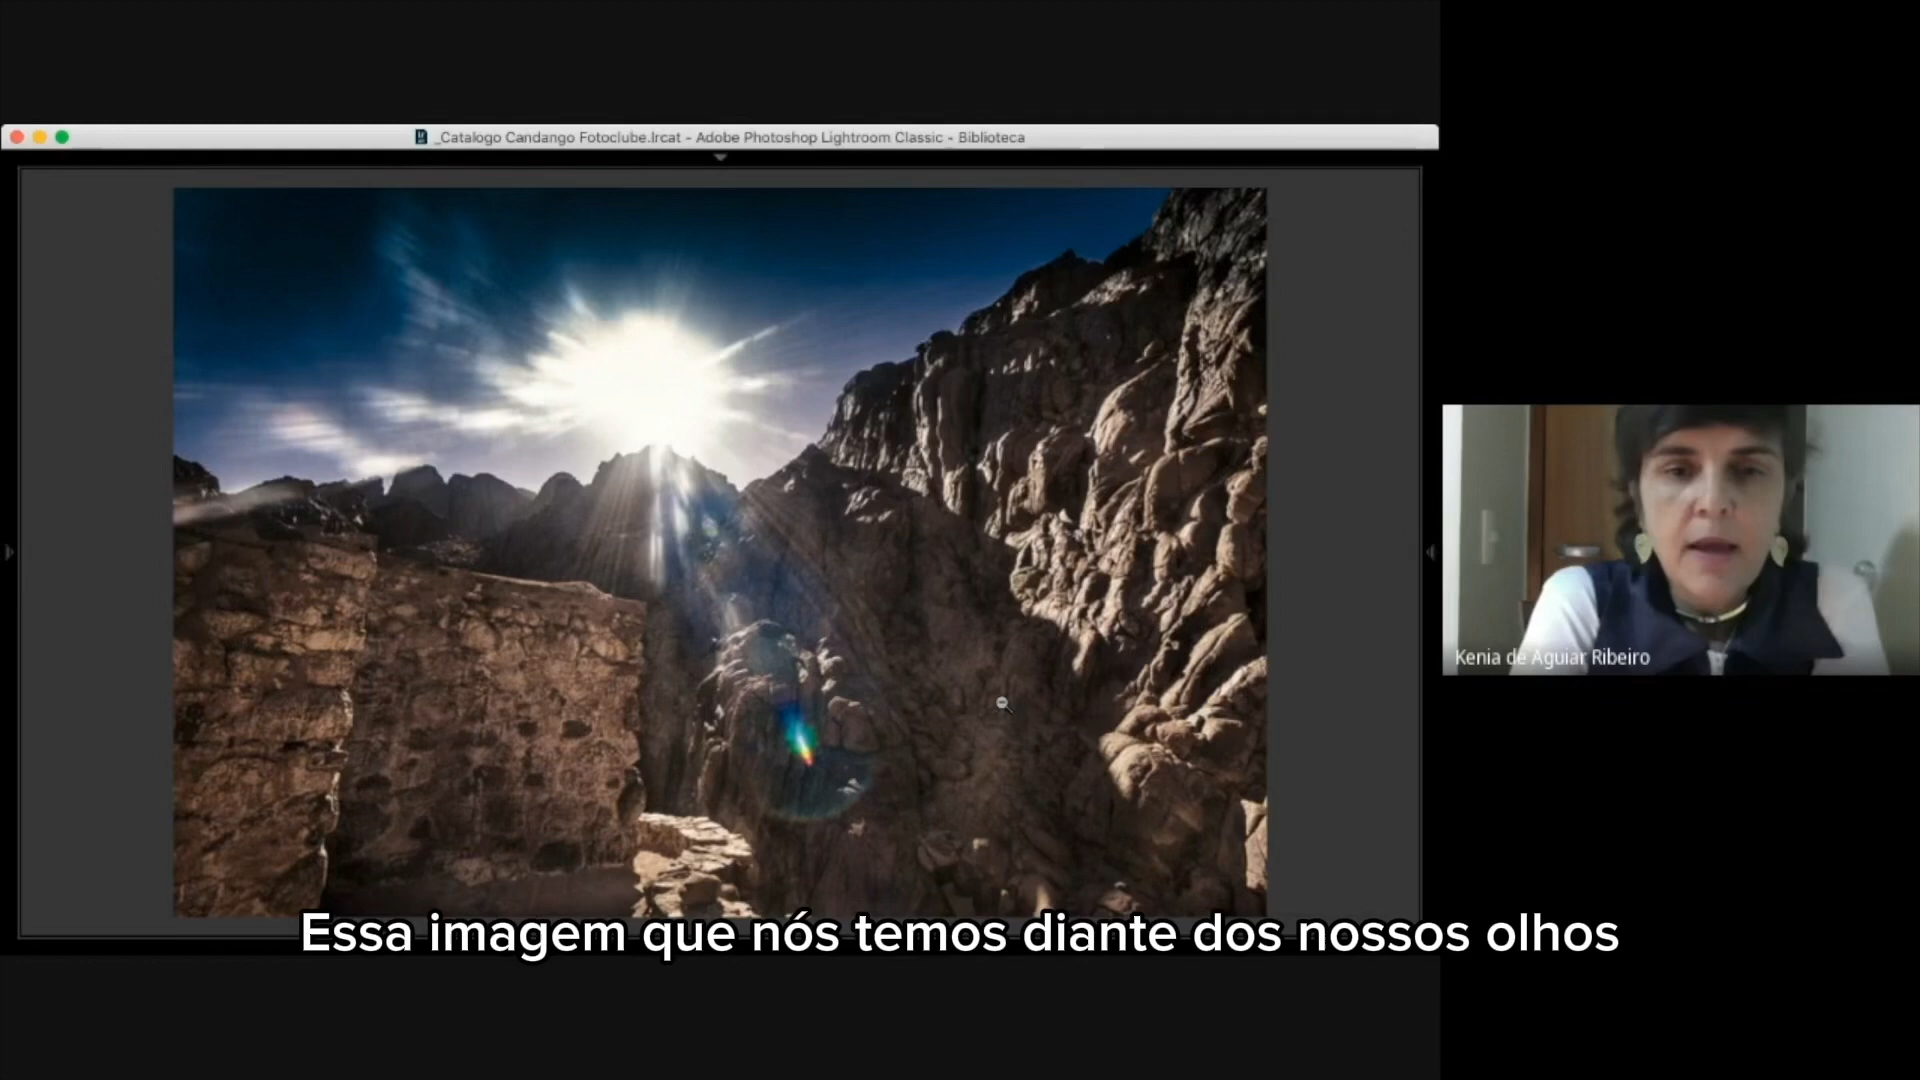 _Catalogo Candango Fotoclube.lrcat - Adobe Photoshop Lightroom Classic - Biblioteca
Kenia de Aguiar Ribeiro
Essa imagem que nós temos diante dos nossos olhos